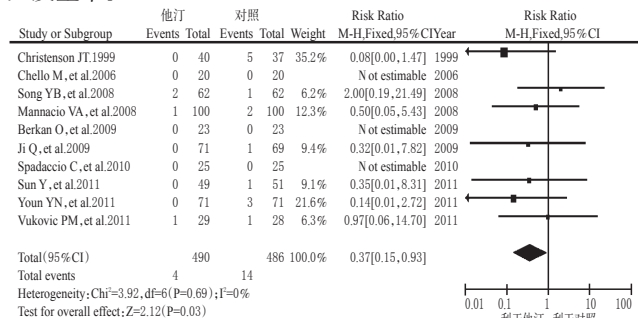 他汀 对照 Risk Ratio Risk Ratio
Study or Subgroup Events Total Events Total Weight M-H,Fixed,95%CI Year M-H,Fixed,95%CI
Christenson JT.1999 0 40 5 37 35.2% 0.08[0.00,1.47] 1999
Chello M,et al.2006 0 20 0 20 Not estimable 2006
Song YB,et al.2008 2 62 1 62 6.2% 2.00[0.19,21.49] 2008
Mannacio VA,et al.2008 1 100 2 100 12.3% 0.50[0.05,5.43] 2008
Berkan O,et al.2009 0 23 0 23 Not estimable 2009
Ji Q,et al.2009 0 71 1 69 9.4% 0.32[0.01,7.82] 2009
Spadaccio C,et al.2010 0 25 0 25 Not estimable 2010
Sun Y,et al.2011 0 49 1 51 9.1% 0.35[0.01,8.31] 2011
Youn YN,et al.2011 0 71 3 71 21.6% 0.14[0.01,2.72] 2011
Vukovic PM,et al.2011 1 29 1 28 6.3% 0.97[0.06,14.70] 2011
Total(95%CI) 490 486 100.0% 0.37[0.15,0.93]
Total events 4 14
Heterogeneity:Chi²=3.92,df=6(P=0.69);I²=0%
Test for overall effect:Z=2.12(P=0.03)
0.01 0.1 1 10 100
利于他汀 利于对照